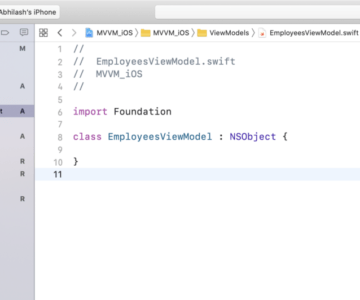 Abhilash's iPhone
MVVM_iOS MVVM_iOS ViewModels EmployeesViewModel.swift
M
A
t A
A
R
R
R
1 //
2 // EmployeesViewModel.swift
3 // MVVM_iOS
4 //
5
6 import Foundation
7
8 class EmployeesViewModel : NSObject {
9
10 }
11